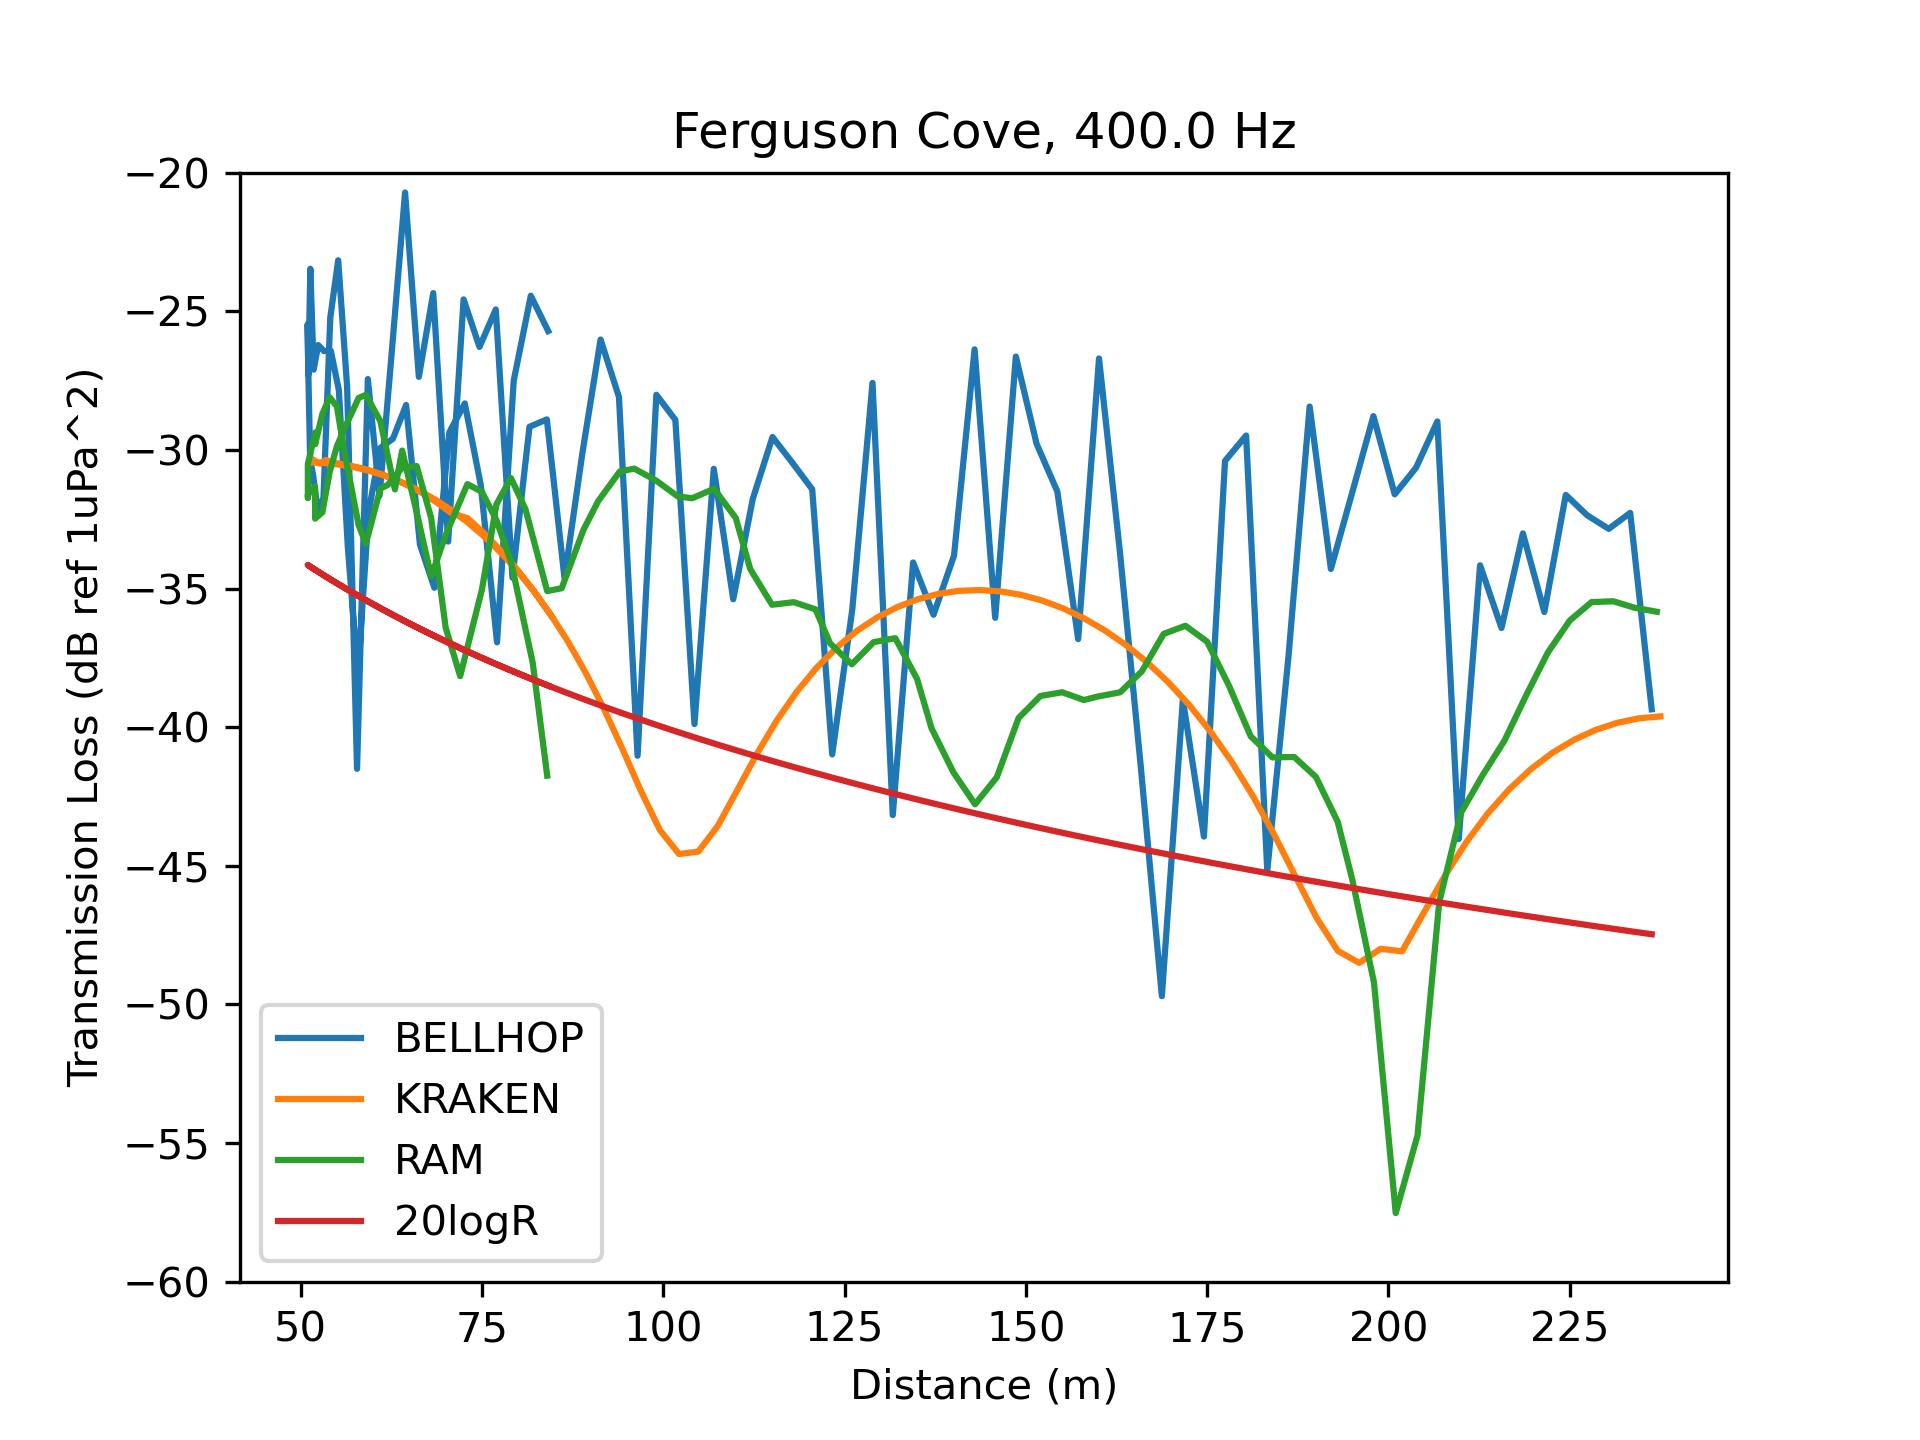 Ferguson Cove, 400.0 Hz
Transmission Loss (dB ref 1uPa^2)
−20
−25
−30
−35
−40
−45
−50
−55
−60
BELLHOP
KRAKEN
RAM
20logR
50 75 100 125 150 175 200 225
Distance (m)